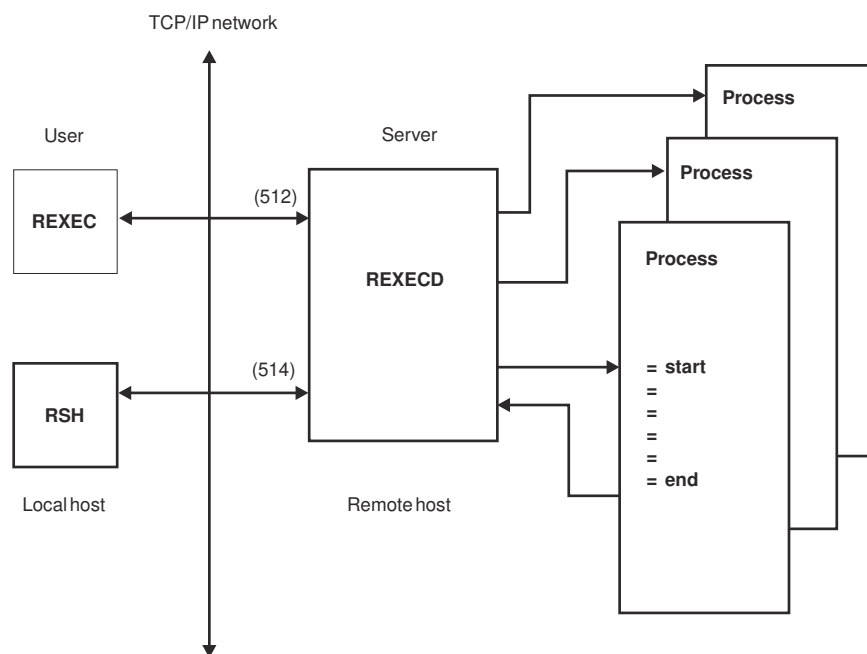 TCP/IP network
User
Server
REXEC
(512)
REXECD
(514)
RSH
Local host
Remote host
Process
Process
Process
= start
=
=
=
=
= end